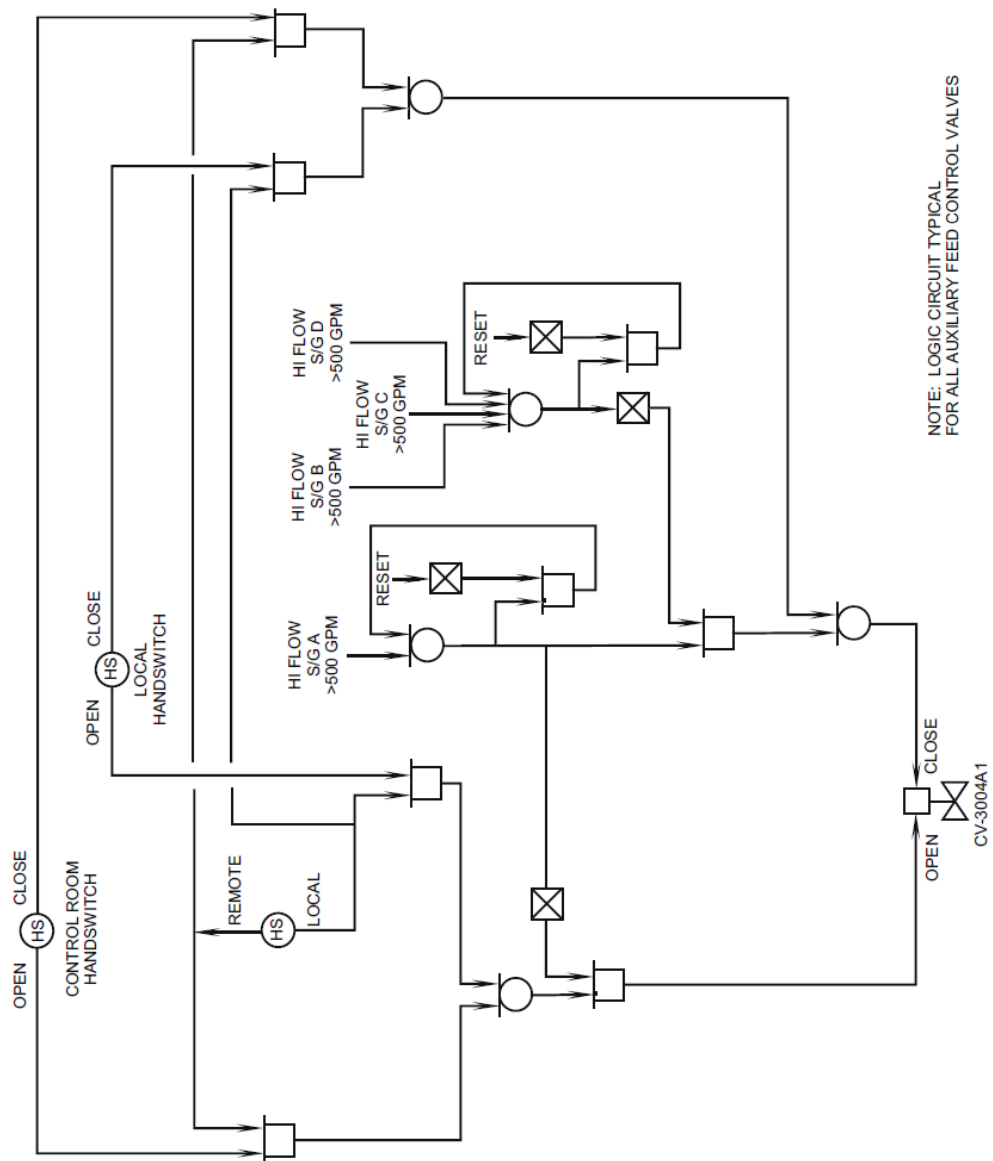 OPEN
CLOSE
HS
CONTROL ROOM
HANDSWITCH
OPEN
CLOSE
HS
LOCAL
HANDSWITCH
REMOTE
HS
LOCAL
HI FLOW
S/G A
>500 GPM
RESET
HI FLOW
S/G B
>500 GPM
HI FLOW
S/G C
>500 GPM
HI FLOW
S/G D
>500 GPM
RESET
OPEN
CLOSE
CV-3004A1
NOTE: LOGIC CIRCUIT TYPICAL
FOR ALL AUXILIARY FEED CONTROL VALVES